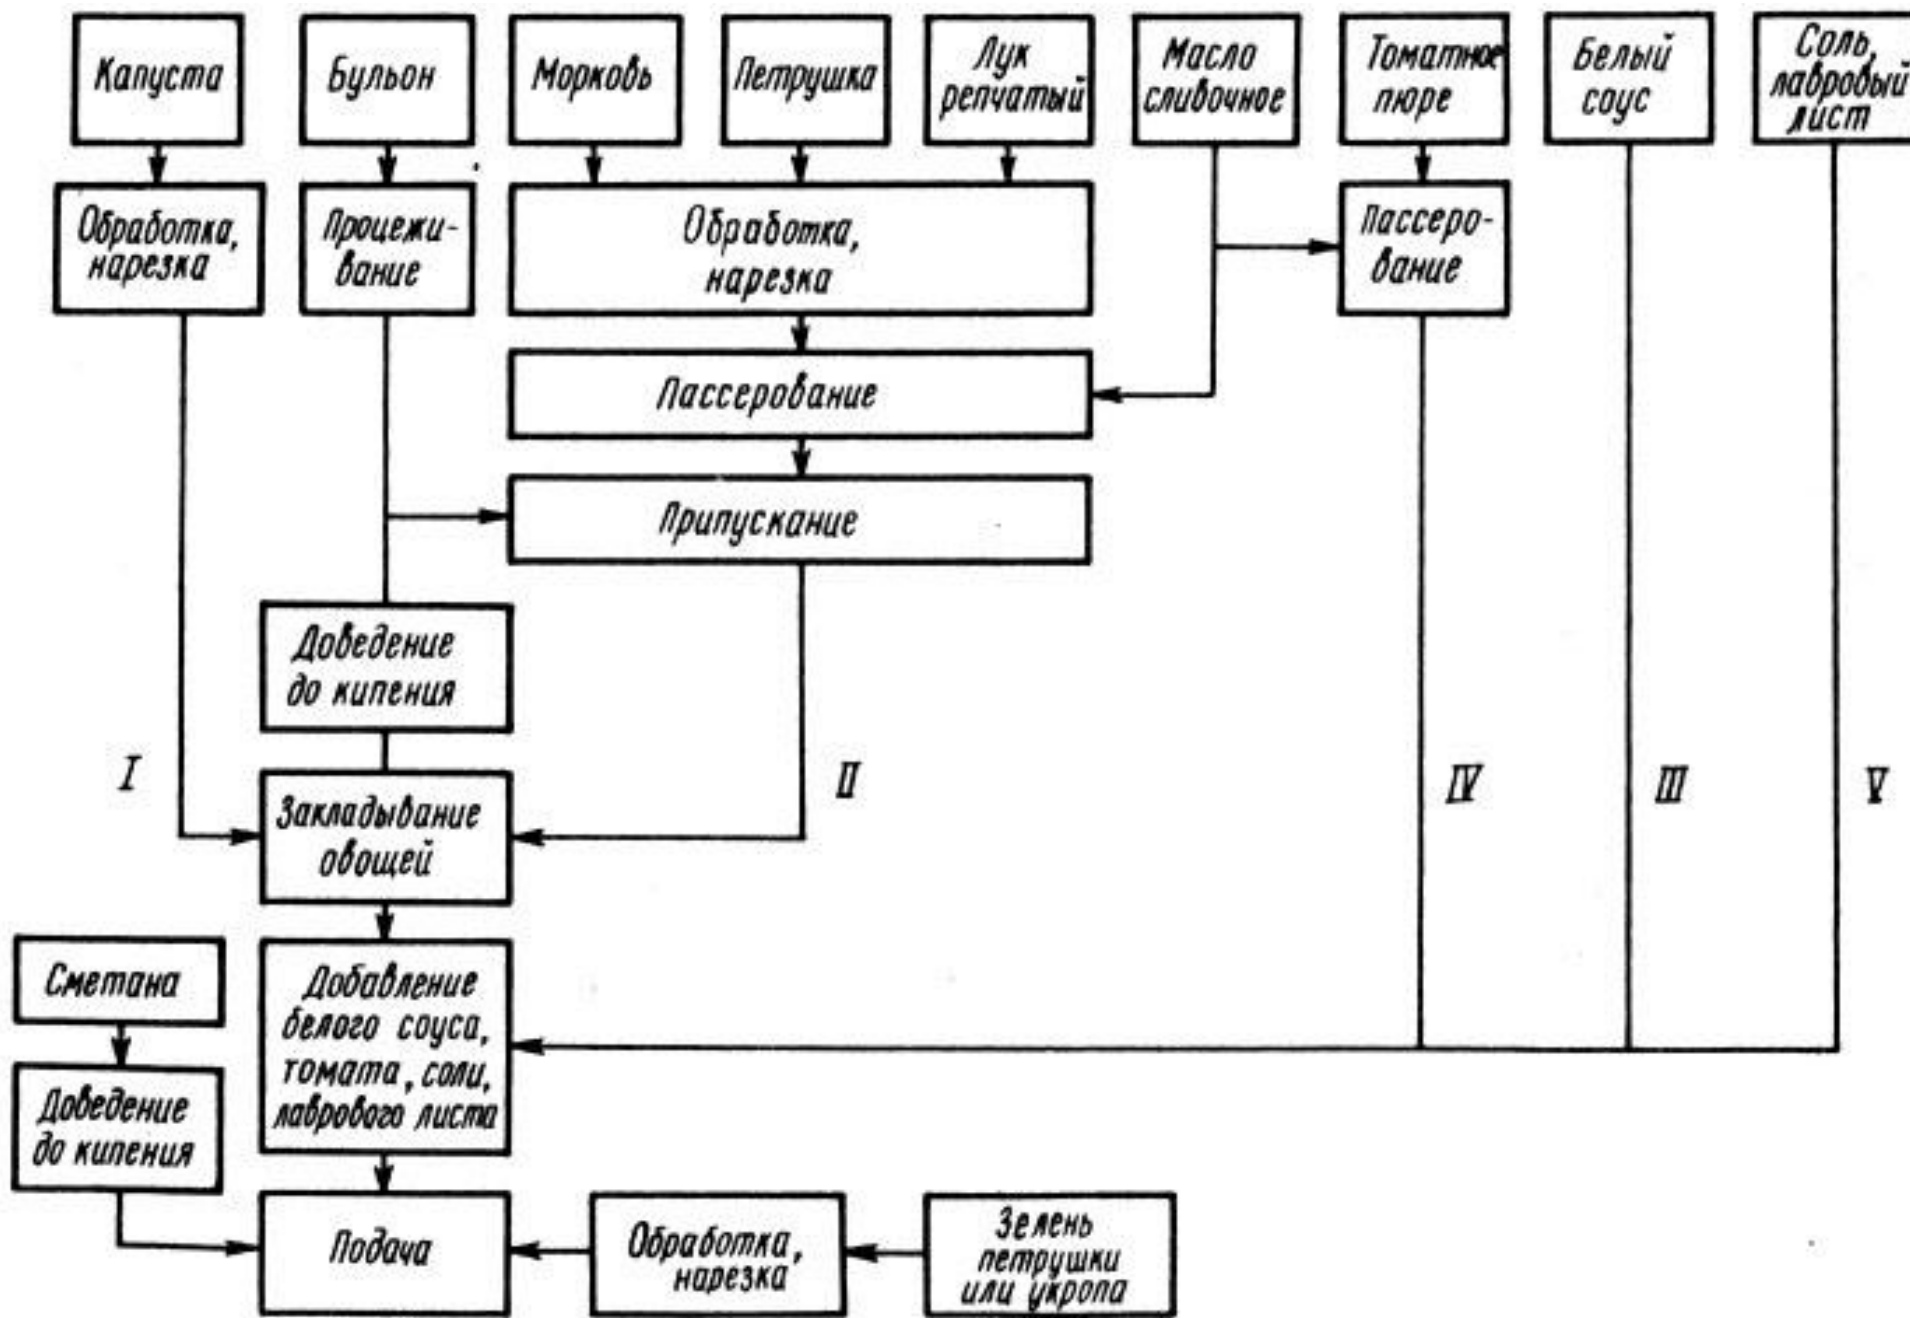 Капуста
Бульон
Морковь
Петрушка
Лук
репчатый
Масло
сливочное
Томатное
пюре
Белый
соус
Соль,
лавровый
лист
Обработка,
нарезка
Процежи-
вание
Обработка,
нарезка
Пассеро-
вание
Пассерование
Припускание
Доведение
до кипения
I
II
IV
III
V
Закладывание
овощей
Сметана
Добавление
белого соуса,
томата, соли,
лаврового листа
Доведение
до кипения
Подача
Обработка,
нарезка
Зелень
петрушки
или укропа